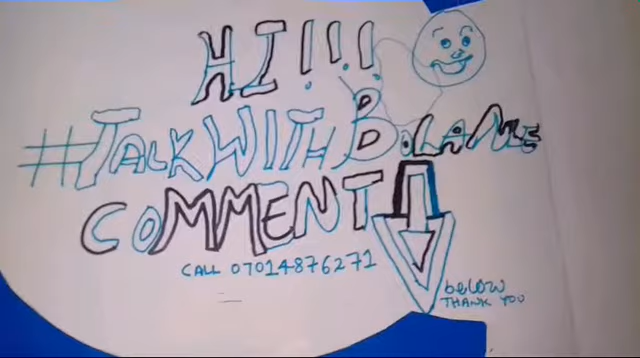 HI!!!
#TALKWITHBOLANLE
COMMENT
CALL 07014876271
beLOW
THANK YOU